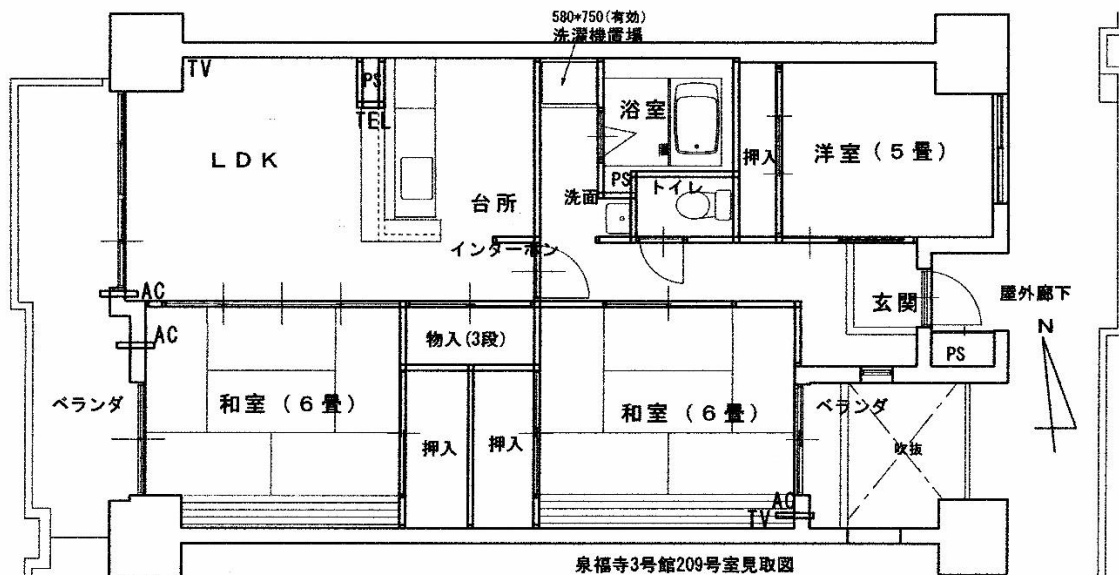 580*750(有効)
洗濯機置場
TV
PS
TEL
LDK
台所
浴室
押入
洋室(5畳)
PS
トイレ
洗面
インターホン
AC
AC
玄関
屋外廊下
N
PS
物入(3段)
ベランダ
和室(6畳)
押入
押入
和室(6畳)
ベランダ
吹抜
AC
TV
泉福寺3号館209号室見取図